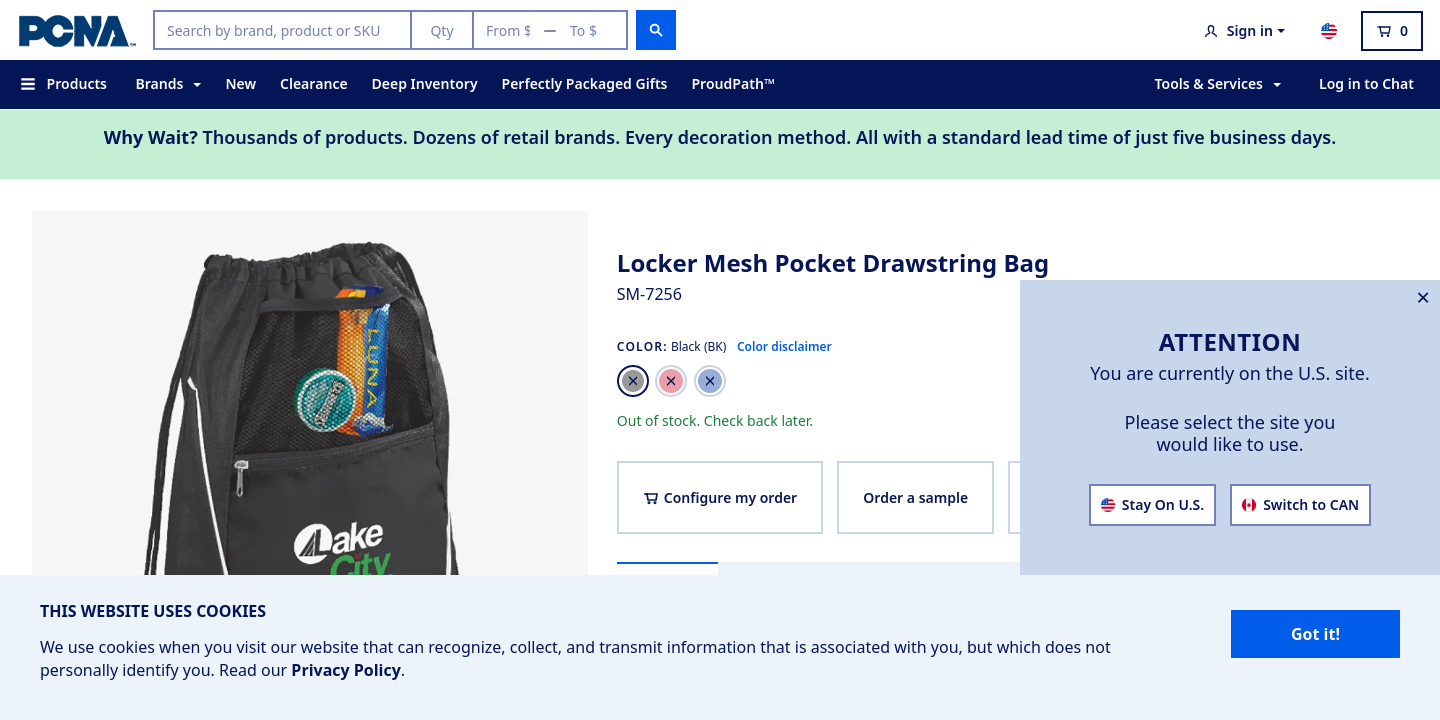 PCNA™
Search by brand, product or SKU
Qty
From $ — To $
Sign in
0
Products
Brands
New
Clearance
Deep Inventory
Perfectly Packaged Gifts
ProudPath™
Tools & Services
Log in to Chat
Why Wait? Thousands of products. Dozens of retail brands. Every decoration method. All with a standard lead time of just five business days.
LUNA
Lake
City
Locker Mesh Pocket Drawstring Bag
SM-7256
COLOR: Black (BK) Color disclaimer
Out of stock. Check back later.
Configure my order
Order a sample
ATTENTION
You are currently on the U.S. site.
Please select the site you
would like to use.
Stay On U.S.
Switch to CAN
THIS WEBSITE USES COOKIES
We use cookies when you visit our website that can recognize, collect, and transmit information that is associated with you, but which does not
personally identify you. Read our Privacy Policy.
Got it!